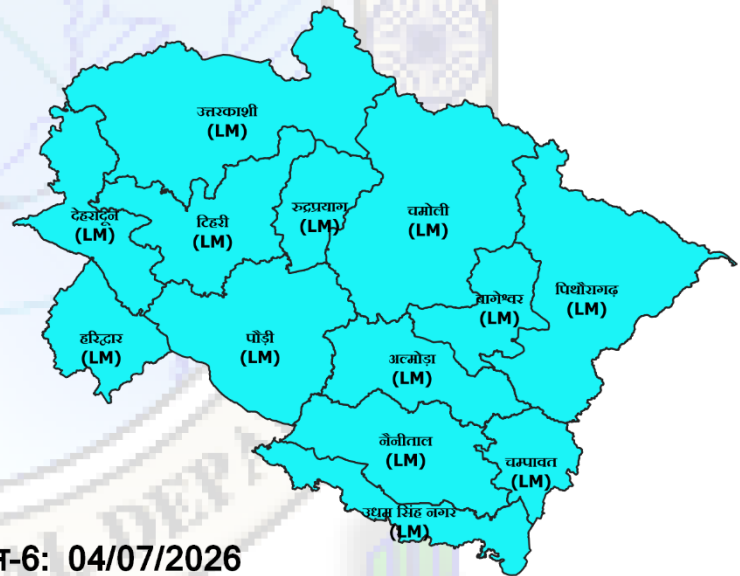 उत्तरकाशी
(LM)
देहरादून
(LM)
टिहरी
(LM)
रुद्रप्रयाग
(LM)
चमोली
(LM)
बागेश्वर
(LM)
पिथौरागढ़
(LM)
हरिद्वार
(LM)
पौड़ी
(LM)
अल्मोड़ा
(LM)
नैनीताल
(LM)
चम्पावत
(LM)
उधम सिंह नगर
(LM)
-6: 04/07/2026